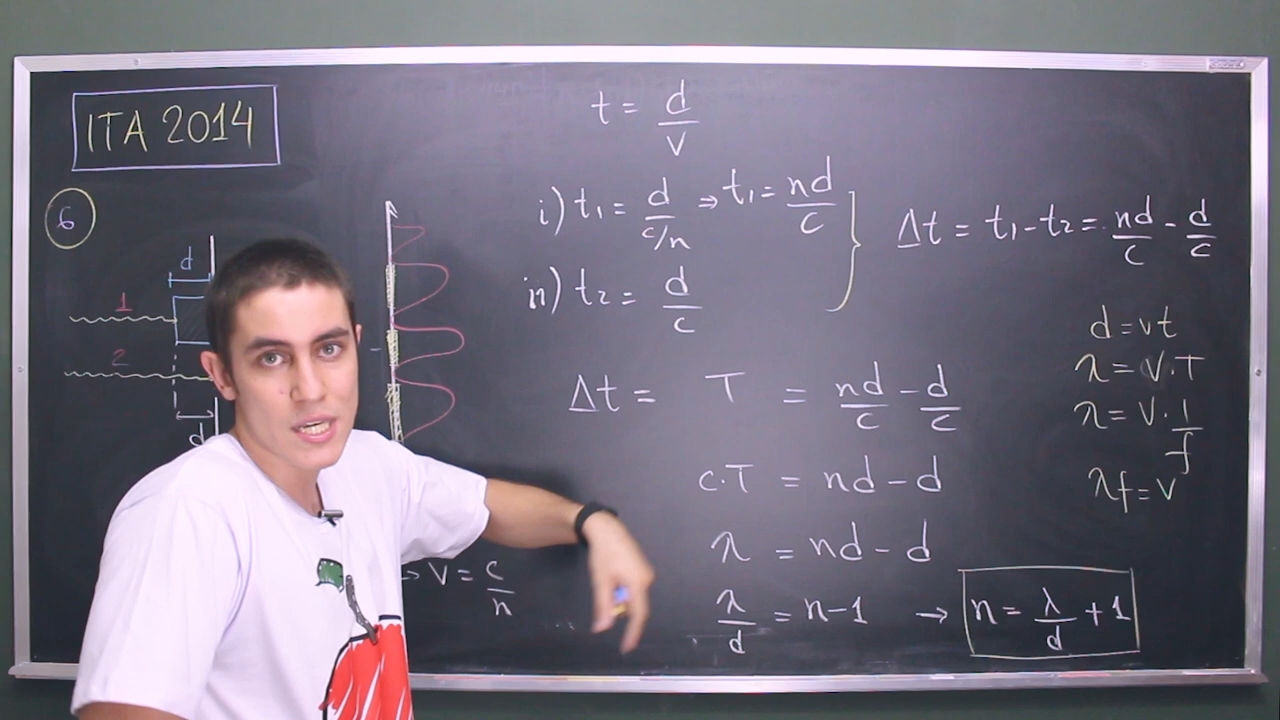 ITA 2014
6
d
1
2
d
t = d/v
i) t₁ = d/(c/n) ⇒ t₁ = nd/c
ii) t₂ = d/c
Δt = t₁ - t₂ = nd/c - d/c
Δt = T = nd/c - d/c
c.T = nd - d
λ = nd - d
λ/d = n-1 → n = λ/d + 1
d = vt
λ = V.T
λ = V. 1/f
λf = v
V = c/n